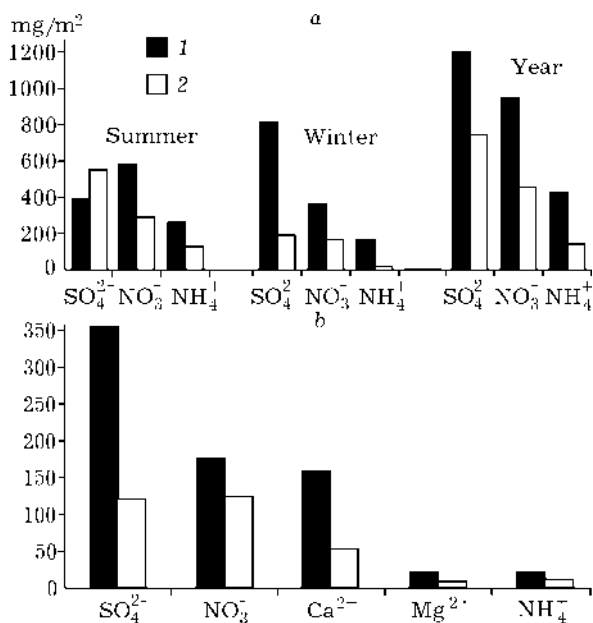 mg/m²
a
1200
1000
800
600
400
200
0
1
2
Summer
Winter
Year
SO₄²⁻ NO₃⁻ NH₄⁺ SO₄² NO₃⁻ NH₄⁺ SO₄² NO₃⁻ NH₄⁺
b
350
300
250
200
150
100
50
0
SO₄²⁻ NO₃⁻ Ca²⁻ Mg²˙ NH₄⁻